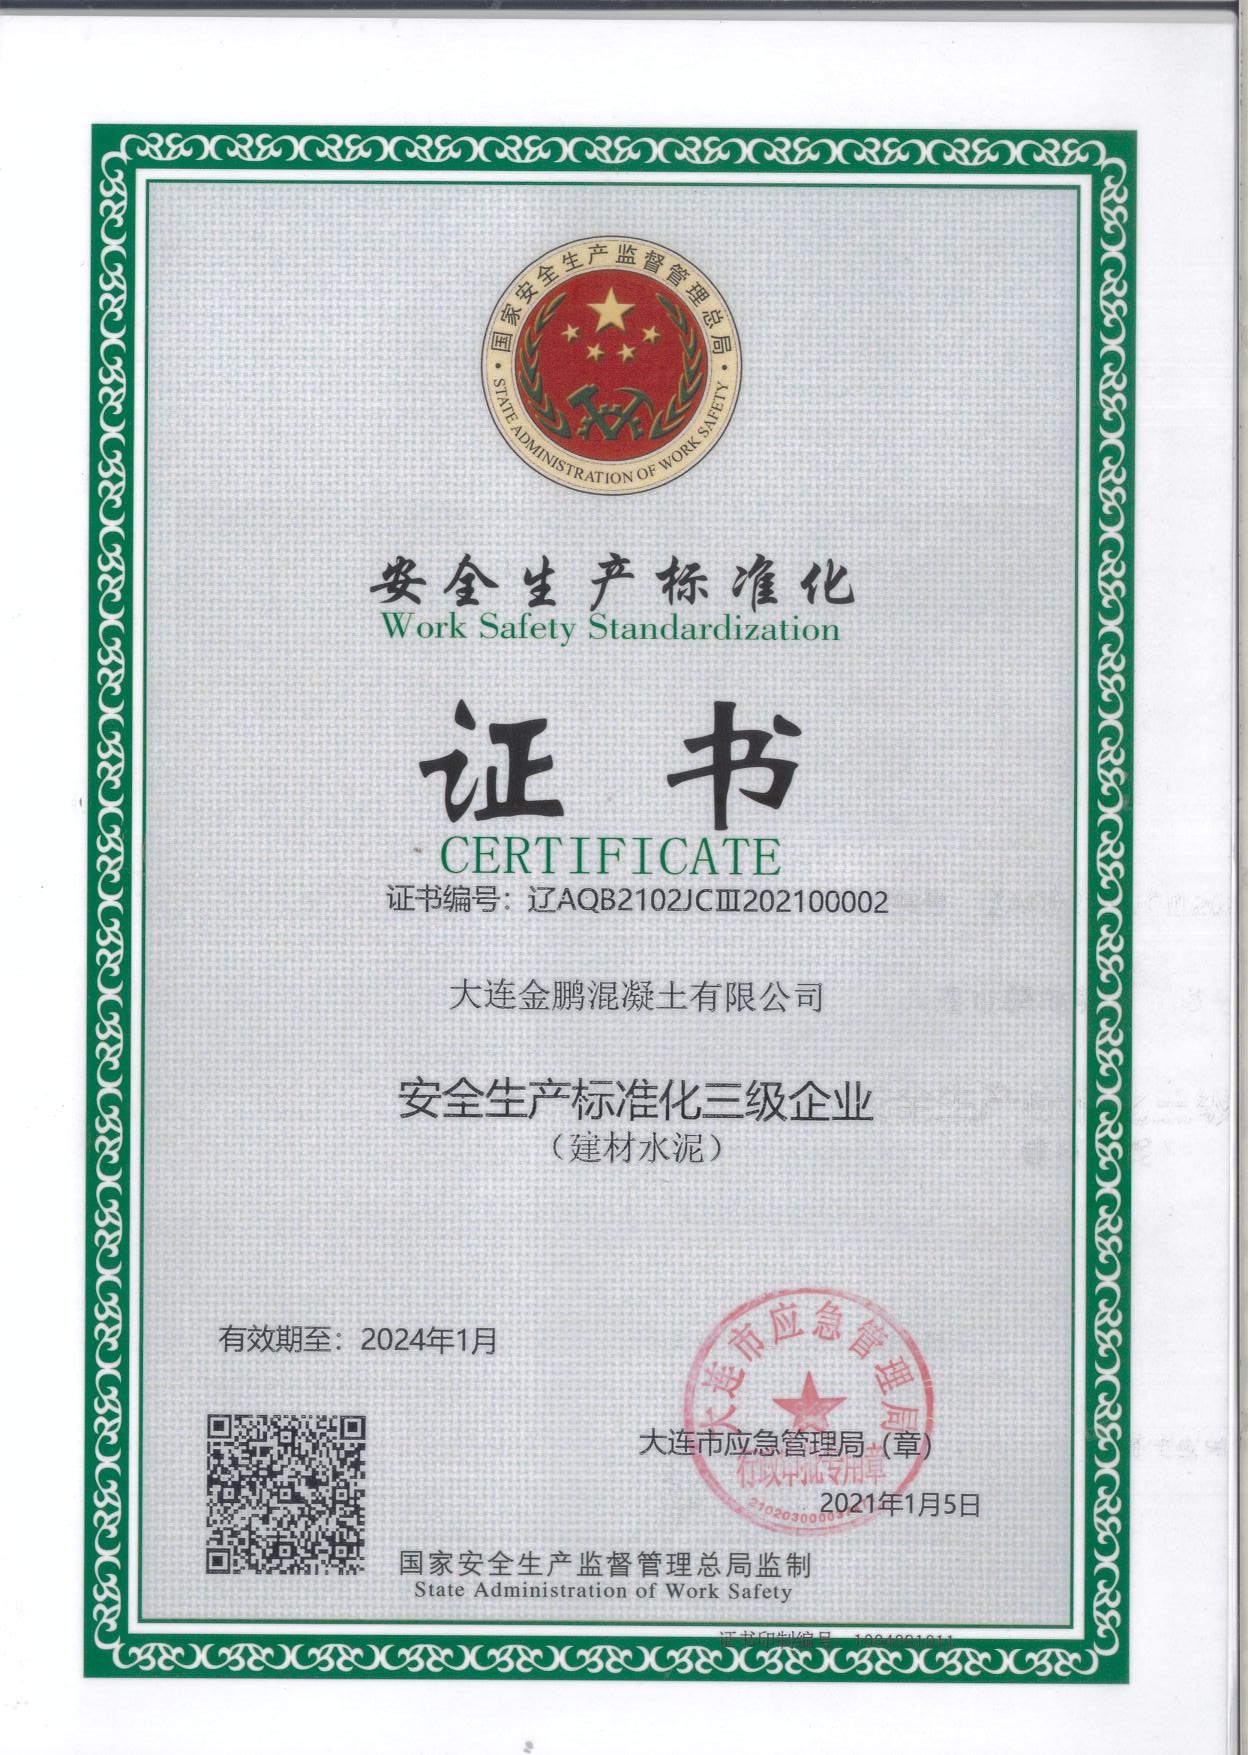 国家安全生产监督管理总局
STATE ADMINISTRATION OF WORK SAFETY
安全生产标准化
Work Safety Standardization
证书
CERTIFICATE
证书编号：辽AQB2102JCⅢ202100002
大连金鹏混凝土有限公司
安全生产标准化三级企业
（建材水泥）
有效期至：2024年1月
大连市应急管理局
大连市应急管理局（章）
行政审批专用章
2021年1月5日
国家安全生产监督管理总局监制
State Administration of Work Safety
证书印制编号